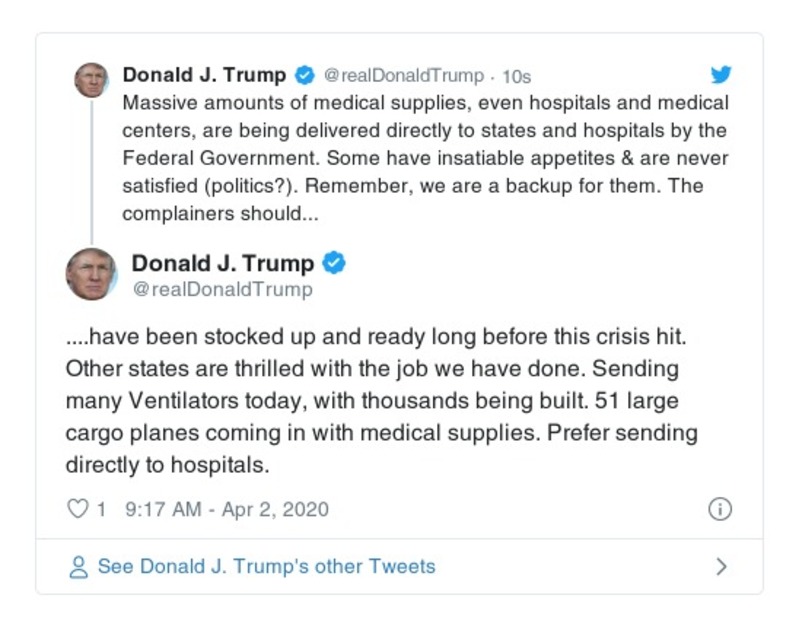 Donald J. Trump @realDonaldTrump · 10s
Massive amounts of medical supplies, even hospitals and medical
centers, are being delivered directly to states and hospitals by the
Federal Government. Some have insatiable appetites & are never
satisfied (politics?). Remember, we are a backup for them. The
complainers should...
Donald J. Trump
@realDonaldTrump
....have been stocked up and ready long before this crisis hit.
Other states are thrilled with the job we have done. Sending
many Ventilators today, with thousands being built. 51 large
cargo planes coming in with medical supplies. Prefer sending
directly to hospitals.
1 9:17 AM - Apr 2, 2020
See Donald J. Trump's other Tweets